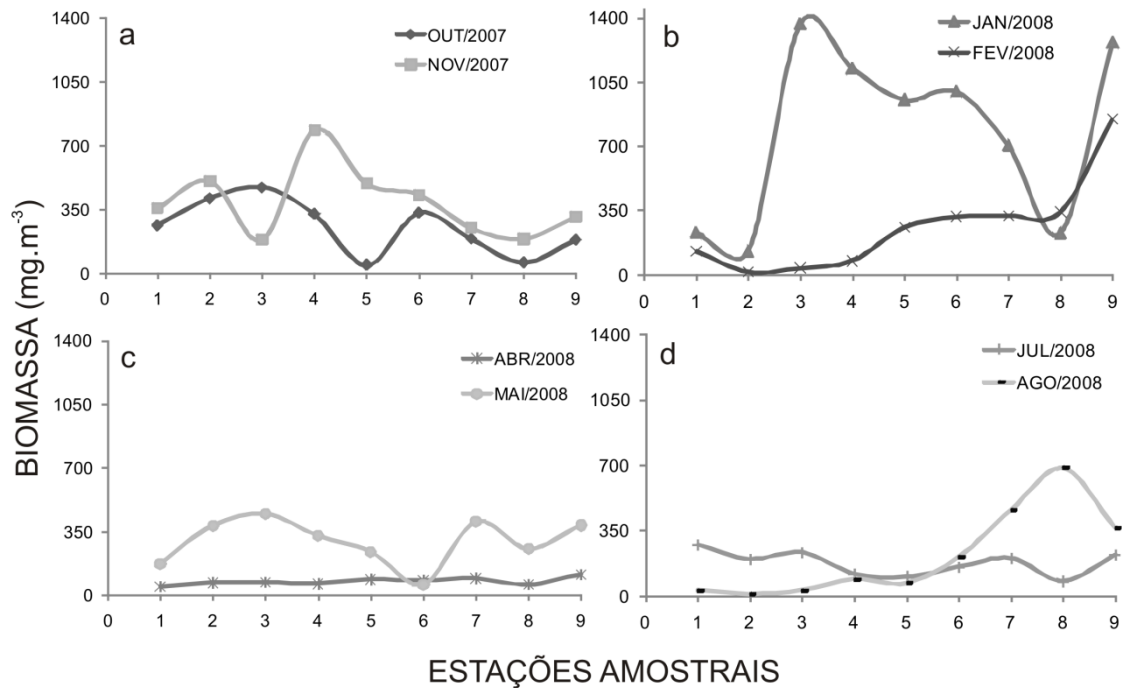 BIOMASSA (mg.m⁻³)
a
1400
1050
700
350
0
OUT/2007
NOV/2007
0 1 2 3 4 5 6 7 8 9
b
1400
1050
700
350
0
JAN/2008
FEV/2008
0 1 2 3 4 5 6 7 8 9
c
1400
1050
700
350
0
ABR/2008
MAI/2008
0 1 2 3 4 5 6 7 8 9
d
1400
1050
700
350
0
JUL/2008
AGO/2008
0 1 2 3 4 5 6 7 8 9
ESTAÇÕES AMOSTRAIS